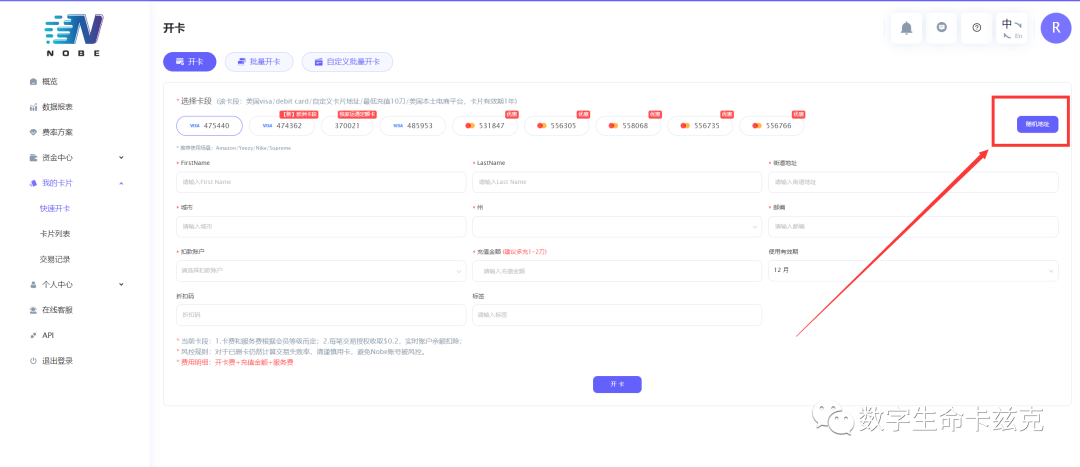 NOBE
开卡
中
En
R
开卡
批量开卡
自定义批量开卡
概览
数据报表
费率方案
资金中心
我的卡片
快速开卡
卡片列表
交易记录
个人中心
在线客服
API
退出登录
* 选择卡段 (该卡段：美国visa/debit card/自定义卡片地址/最低充值10刀/美国本土电商平台，卡片有效期1年)
VISA 475440
VISA 474362
370021
VISA 485953
531847 优惠
556305 优惠
558068 优惠
556735 优惠
556766 优惠
随机地址
* 推荐使用场景：Amazon/Yeezy/Nike/Supreme
* FirstName
请输入First Name
* LastName
请输入Last Name
* 街道地址
请输入街道地址
* 城市
请输入城市
* 州
* 邮编
请输入邮编
* 扣款账户
请选择扣款账户
* 充值金额 (建议多充1-2刀)
请输入充值金额
使用有效期
12 月
折扣码
折扣码
标签
请输入标签
* 当前卡段：1.卡费和服务费根据会员等级而定；2.每笔交易授权收取$0.2，实时账户余额扣除；
* 风控规则：对于已删卡仍然计算交易失败率、请谨慎用卡，避免Nobe账号被风控。
* 费用明细：开卡费+充值金额+服务费
开 卡
数字生命卡兹克